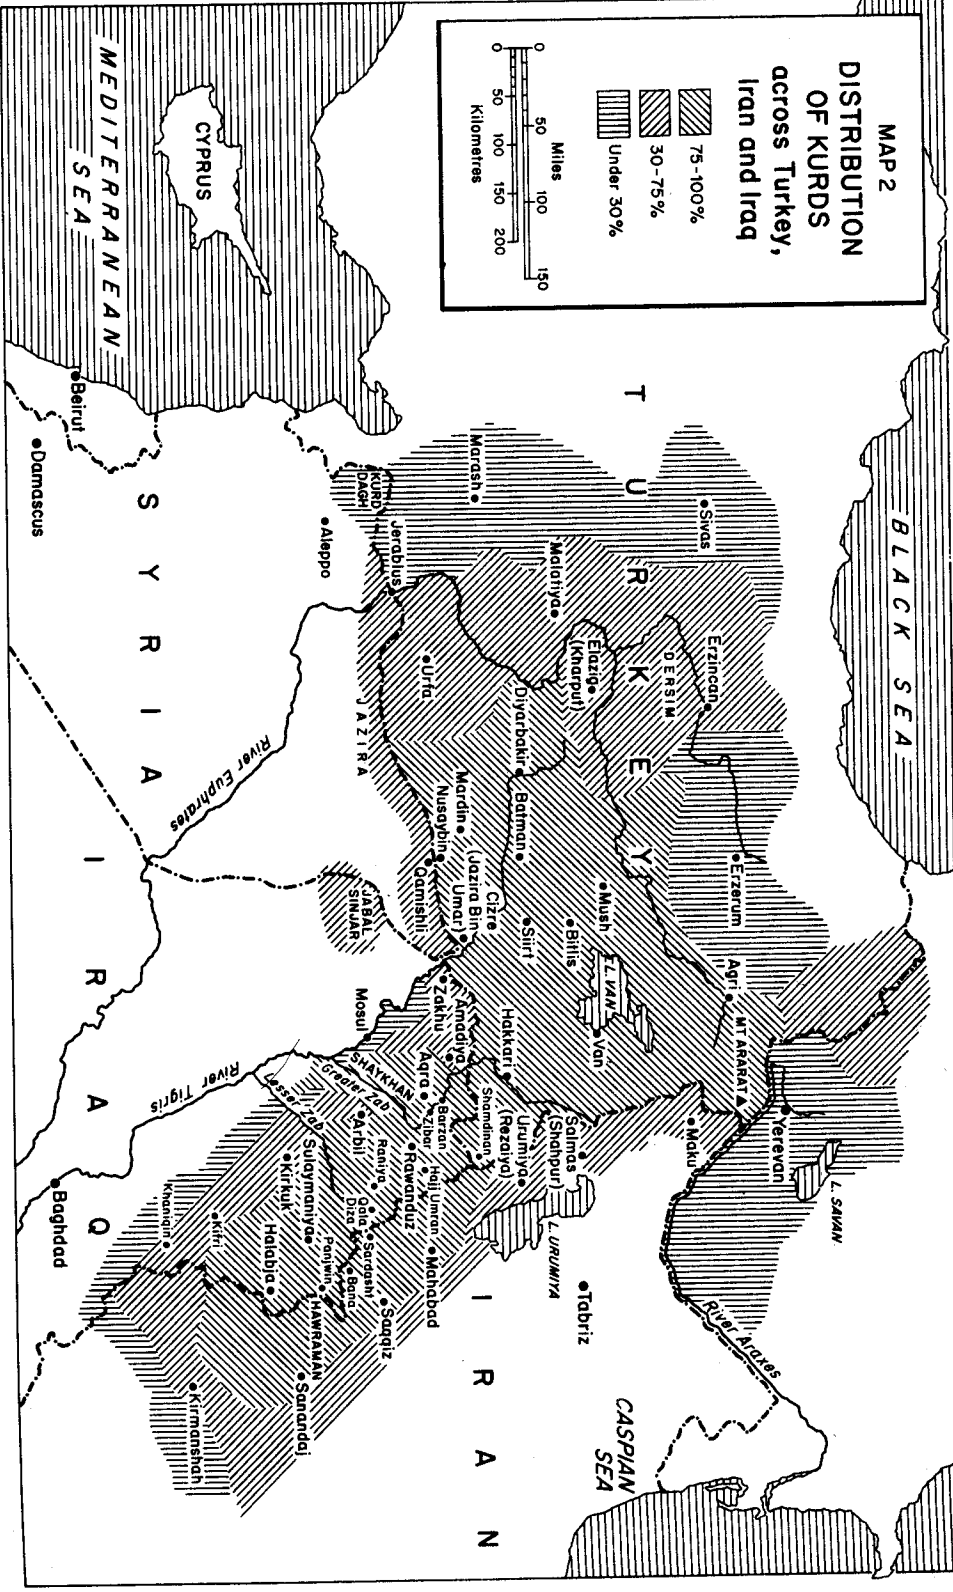 MAP 2
DISTRIBUTION
OF KURDS
across Turkey,
Iran and Iraq
75-100%
30-75%
Under 30%
Miles
0 50 100 150
0 50 100 150 200
Kilometres
BLACK SEA
CASPIAN
SEA
MEDITERRANEAN
SEA
CYPRUS
TURKEY
SYRIA
IRAQ
IRAN
Sivas
Erzincan
'DERSIM'
Erzerum
Agri
MT ARARAT
Yerevan
L. SAVAN
River Araxes
Marash
Malatiya
Elazig
(Kharput)
Diyarbakir
Batman
Mush
Bitlis
Siirt
L. VAN
Van
Maku
KURD
DAGH
Jerablus
Urfa
Mardin
Nusaybin
Qamishli
Cizre
(Jazira Bin
Umar)
Hakkari
Salmas
(Shahpur)
Urumiya
(Rezaiya)
L. URUMIYA
Tabriz
Aleppo
JAZIRA
JABAL
SINJAR
Zakhu
Amadiya
Shamdinan
Barzan
Aqra
Zibar
Mosul
SHAYKHAN
Greater Zab
Lesser Zab
Rawanduz
Hajj Umran
Mahabad
Arbil
Raniya
Qala
Diza
Sardasht
Bana
Saqqiz
Kirkuk
Sulaymaniya
Panjwin
HAWRAMAN
Halabja
Sanandaj
Kifri
Khaniqin
Kirmanshah
River Euphrates
River Tigris
Beirut
Damascus
Baghdad